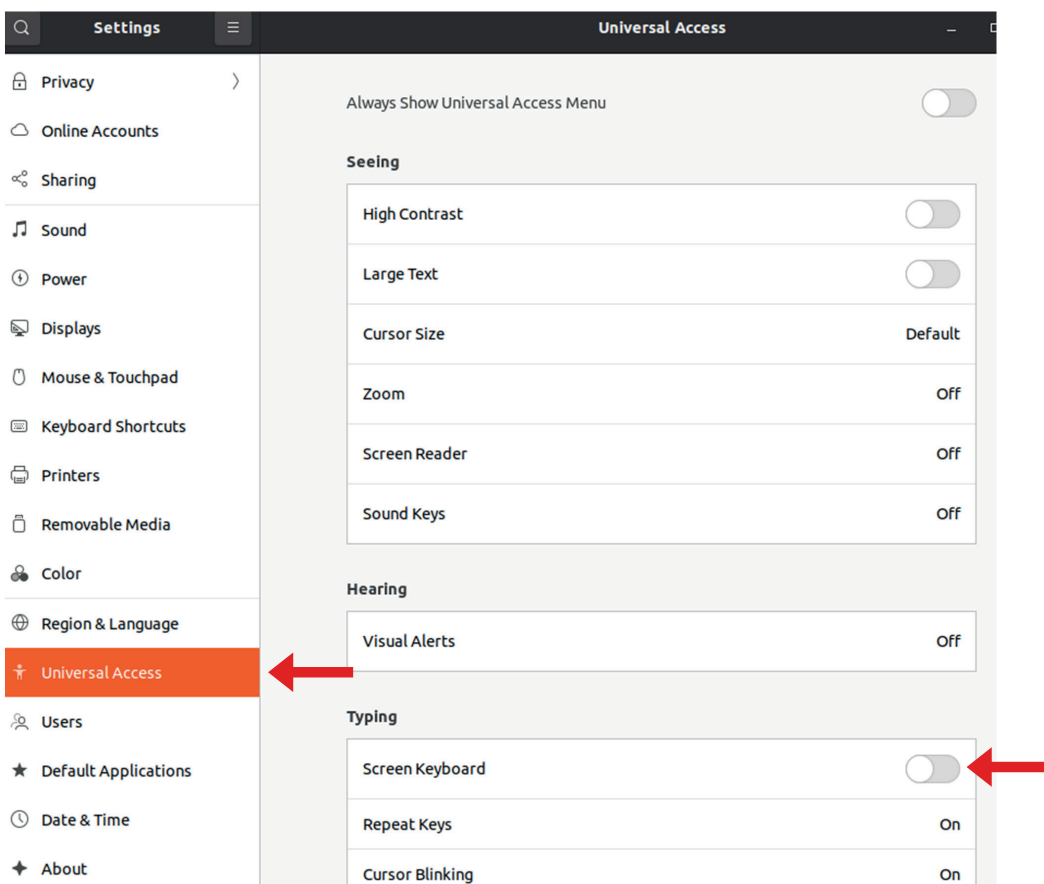 Settings
Universal Access
Privacy
Online Accounts
Sharing
Sound
Power
Displays
Mouse & Touchpad
Keyboard Shortcuts
Printers
Removable Media
Color
Region & Language
Universal Access
Users
Default Applications
Date & Time
About
Always Show Universal Access Menu
Seeing
High Contrast
Large Text
Cursor Size Default
Zoom Off
Screen Reader Off
Sound Keys Off
Hearing
Visual Alerts Off
Typing
Screen Keyboard
Repeat Keys On
Cursor Blinking On